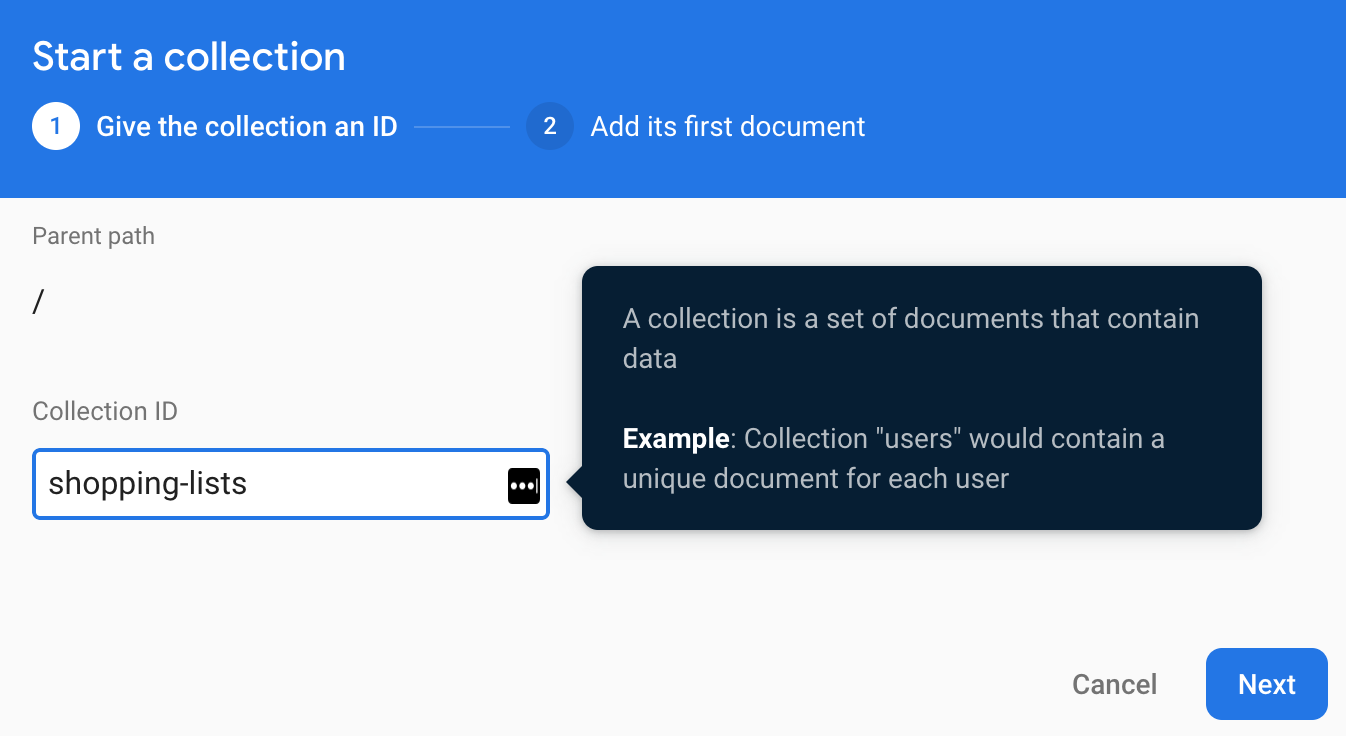 Start a collection
1 Give the collection an ID 2 Add its first document
Parent path
/
A collection is a set of documents that contain
data
Example: Collection "users" would contain a
unique document for each user
Collection ID
shopping-lists
Cancel Next